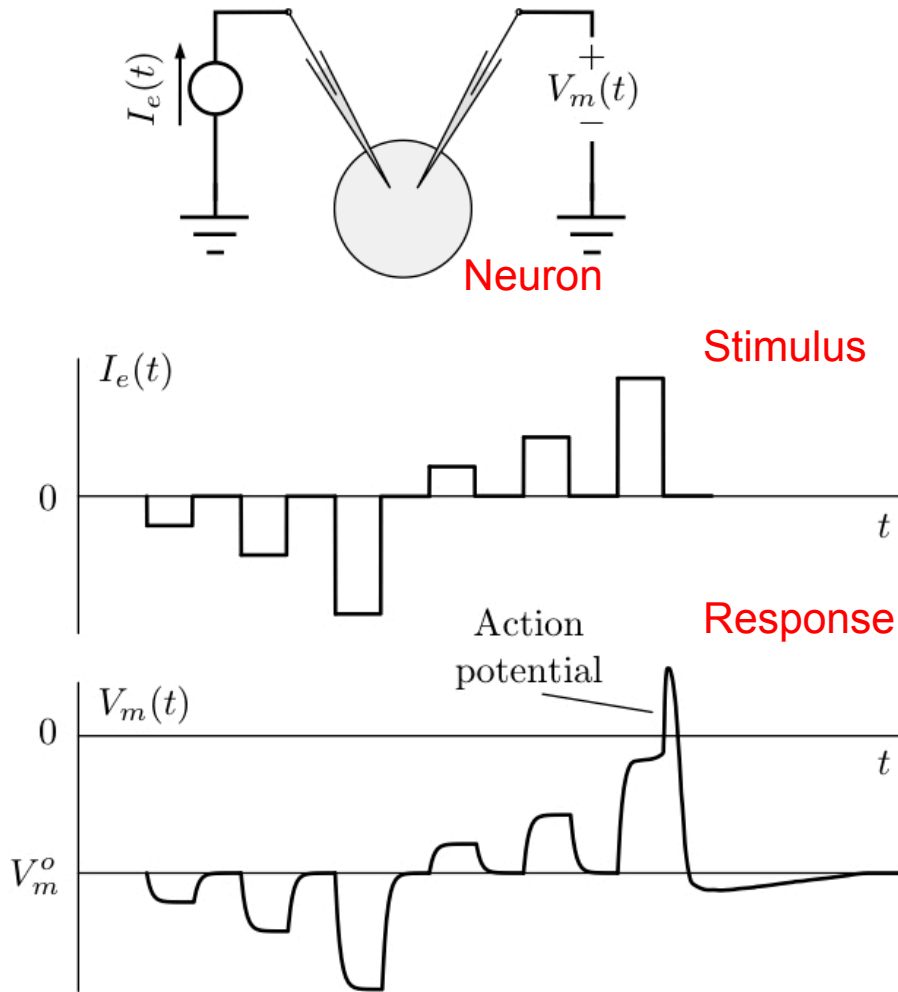 I_e(t)
+
V_m(t)
−
Neuron
Stimulus
I_e(t)
0
t
Response
Action
potential
V_m(t)
0
t
V_m^o